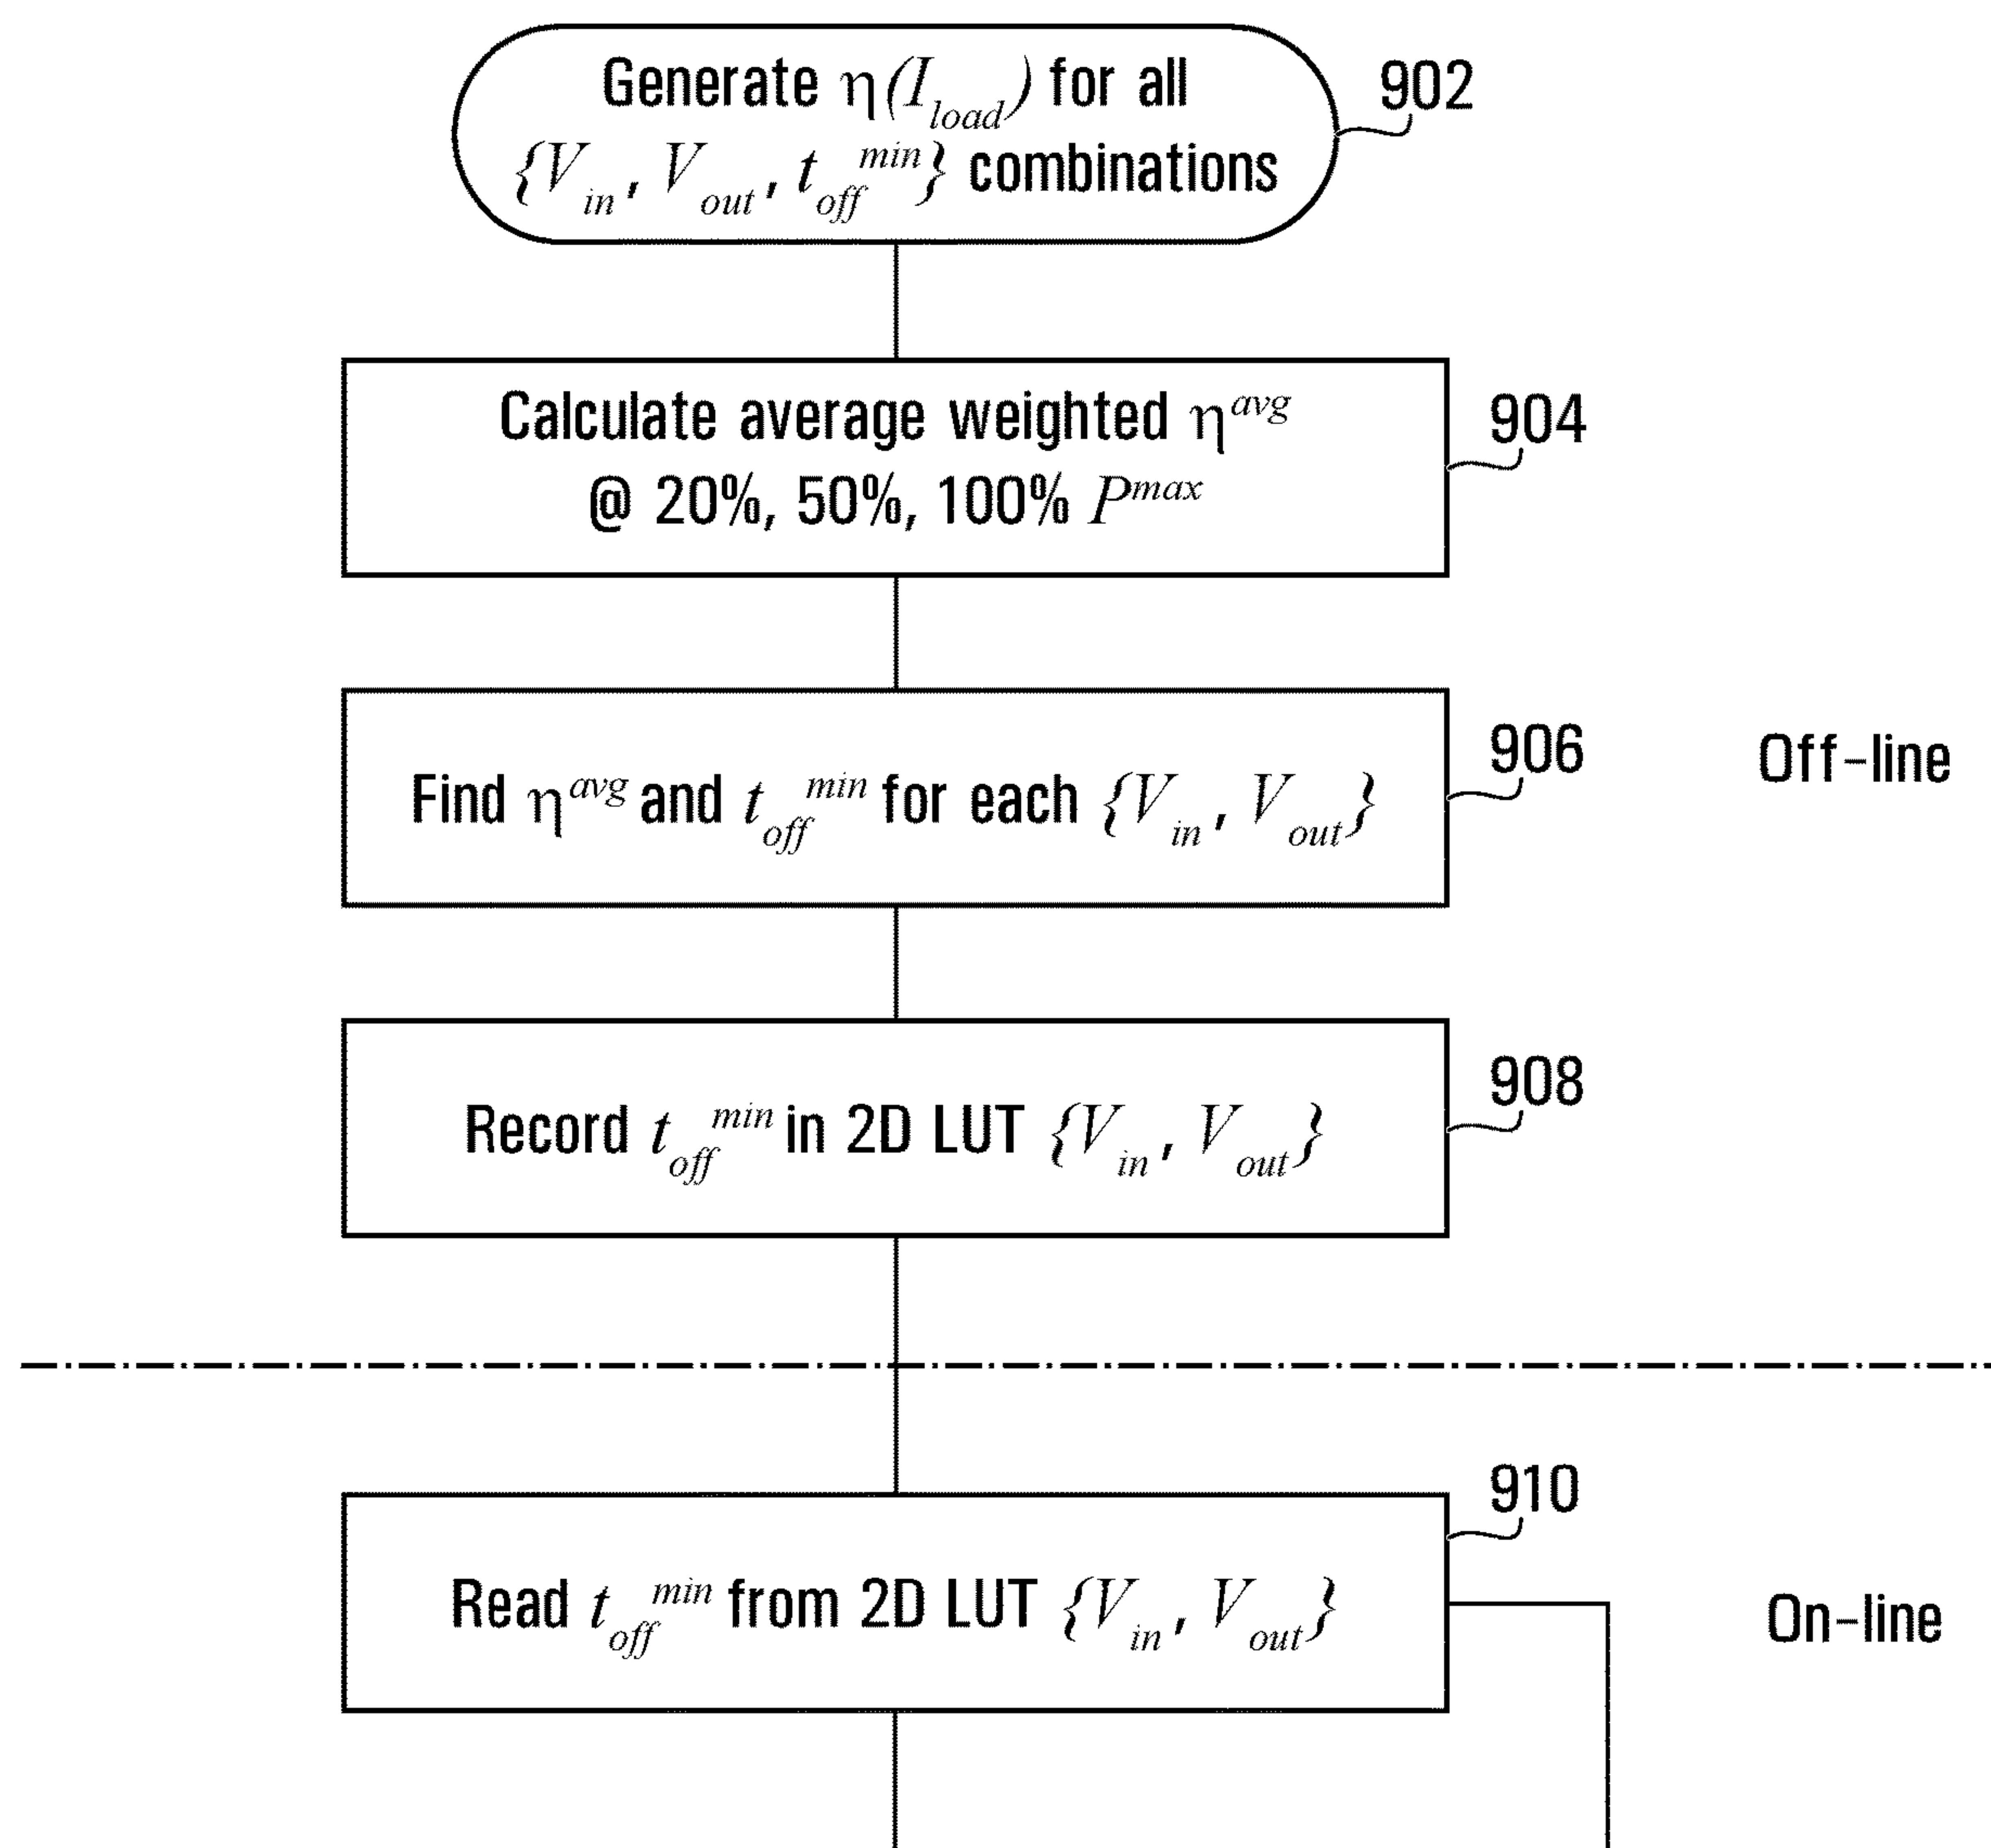 Generate η(I_load) for all
{V_in, V_out, t_off^min} combinations
902
Calculate average weighted η^avg
@ 20%, 50%, 100% P^max
904
Find η^avg and t_off^min for each {V_in, V_out}
906
Off-line
Record t_off^min in 2D LUT {V_in, V_out}
908
910
Read t_off^min from 2D LUT {V_in, V_out}
On-line